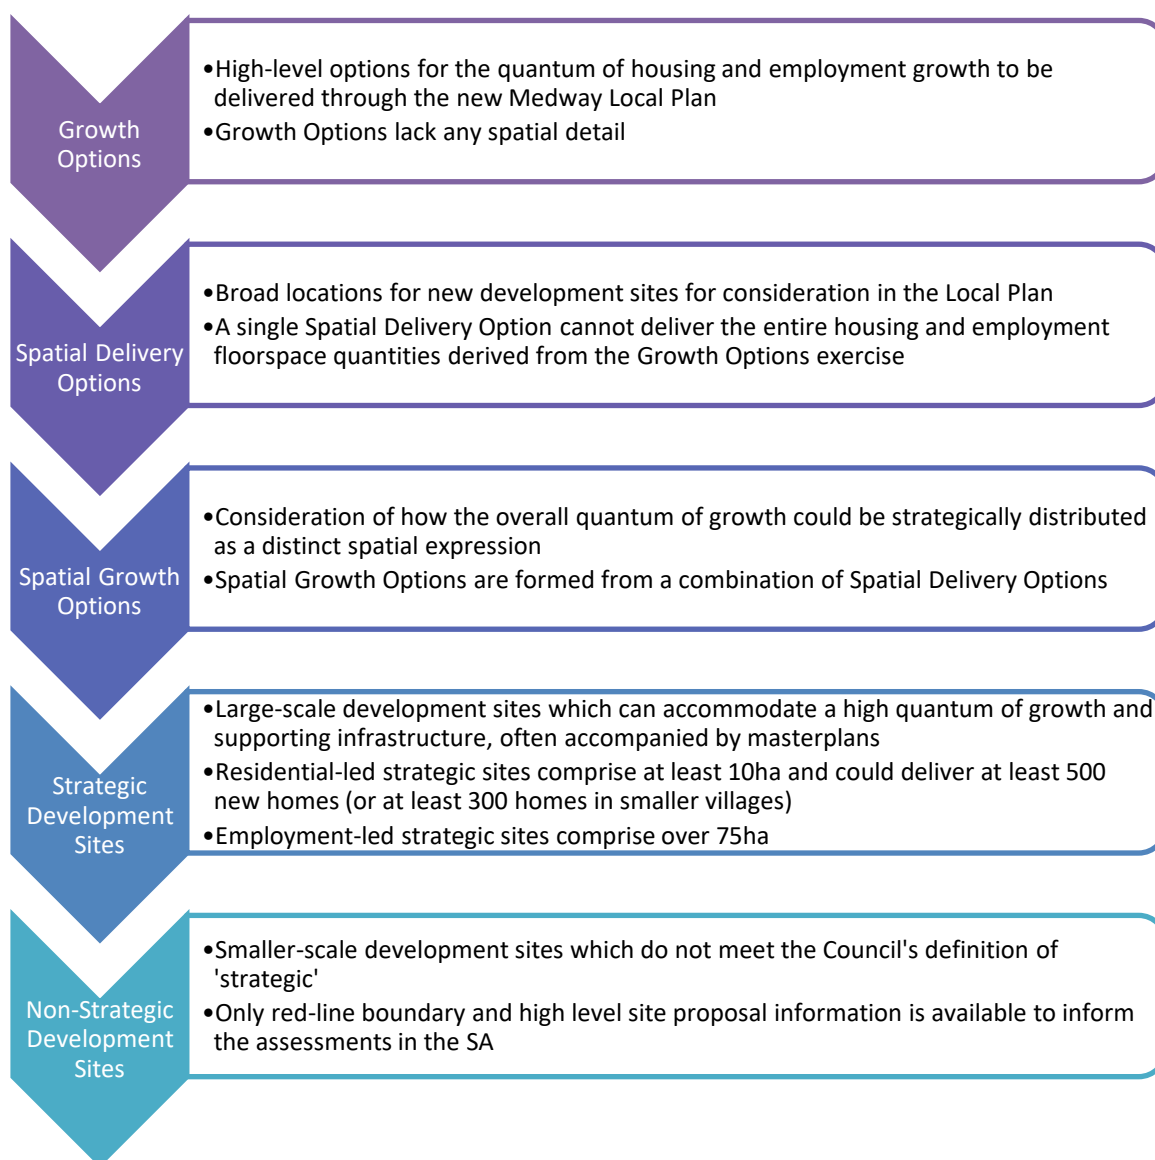 Growth
Options
•High-level options for the quantum of housing and employment growth to be
delivered through the new Medway Local Plan
•Growth Options lack any spatial detail
Spatial Delivery
Options
•Broad locations for new development sites for consideration in the Local Plan
•A single Spatial Delivery Option cannot deliver the entire housing and employment
floorspace quantities derived from the Growth Options exercise
Spatial Growth
Options
•Consideration of how the overall quantum of growth could be strategically distributed
as a distinct spatial expression
•Spatial Growth Options are formed from a combination of Spatial Delivery Options
Strategic
Development
Sites
•Large-scale development sites which can accommodate a high quantum of growth and
supporting infrastructure, often accompanied by masterplans
•Residential-led strategic sites comprise at least 10ha and could deliver at least 500
new homes (or at least 300 homes in smaller villages)
•Employment-led strategic sites comprise over 75ha
Non-Strategic
Development
Sites
•Smaller-scale development sites which do not meet the Council's definition of
'strategic'
•Only red-line boundary and high level site proposal information is available to inform
the assessments in the SA